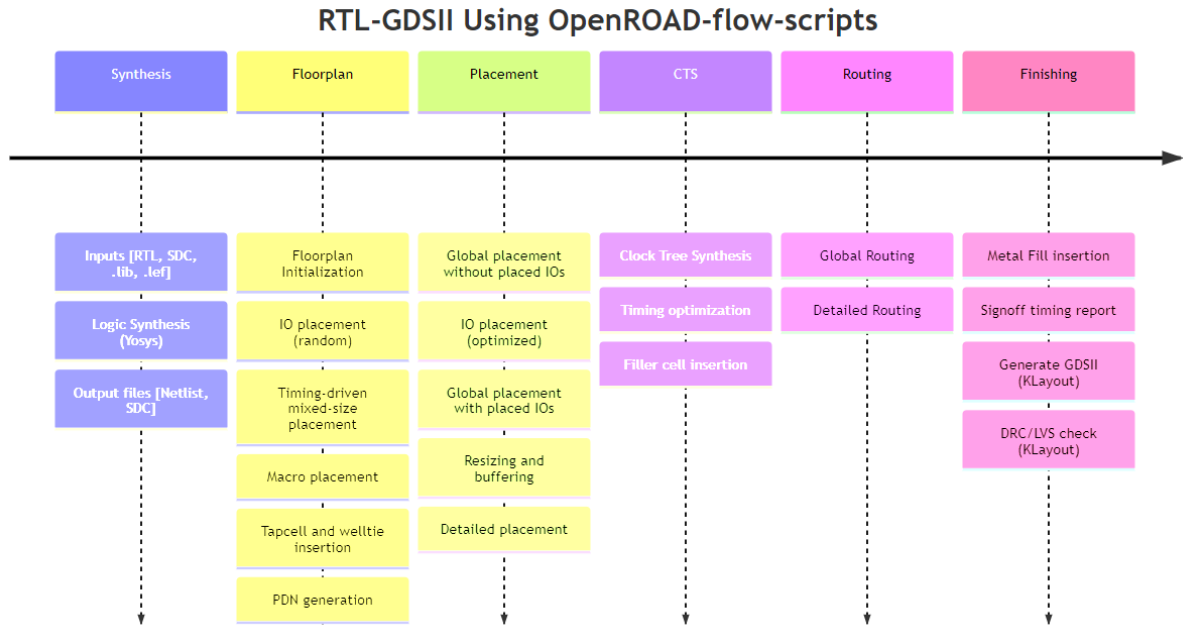 RTL-GDSII Using OpenROAD-flow-scripts
Synthesis
Floorplan
Placement
CTS
Routing
Finishing
Inputs [RTL, SDC,
.lib, .lef]
Logic Synthesis
(Yosys)
Output files [Netlist,
SDC]
Floorplan
Initialization
IO placement
(random)
Timing-driven
mixed-size
placement
Macro placement
Tapcell and welltie
insertion
PDN generation
Global placement
without placed IOs
IO placement
(optimized)
Global placement
with placed IOs
Resizing and
buffering
Detailed placement
Clock Tree Synthesis
Timing optimization
Filler cell insertion
Global Routing
Detailed Routing
Metal Fill insertion
Signoff timing report
Generate GDSII
(KLayout)
DRC/LVS check
(KLayout)